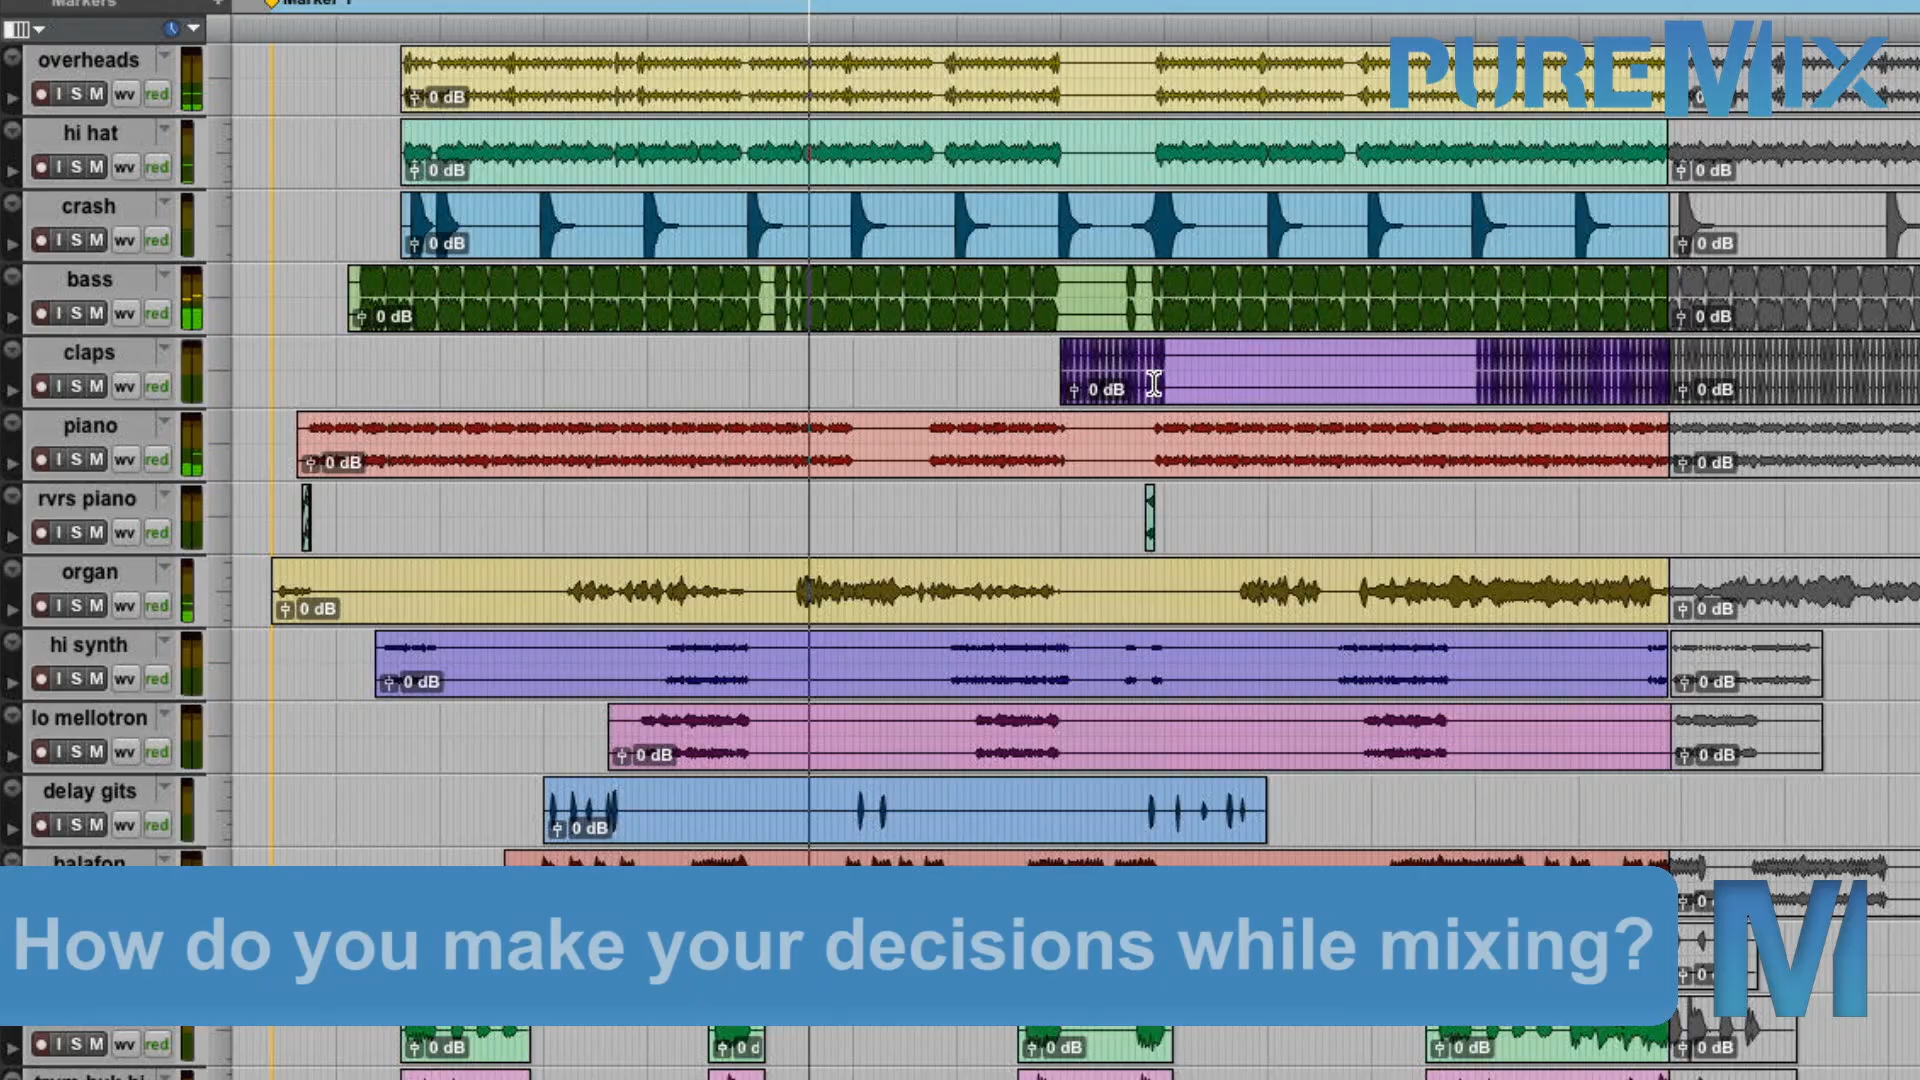 Markers
Marker 1
PUREMIX
overheads
I S M wv red
0 dB
hi hat
I S M wv red
0 dB
0 dB
crash
I S M wv red
0 dB
0 dB
bass
I S M wv red
0 dB
0 dB
claps
I S M wv red
0 dB
0 dB
piano
I S M wv red
0 dB
0 dB
rvrs piano
I S M wv red
organ
I S M wv red
0 dB
0 dB
hi synth
I S M wv red
0 dB
0 dB
lo mellotron
I S M wv red
0 dB
0 dB
delay gits
I S M wv red
0 dB
balafon
How do you make your decisions while mixing?
M
I S M wv red
0 dB
0 d
0 dB
0 dB
0 dB